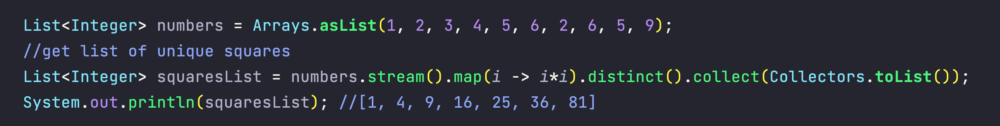 List<Integer> numbers = Arrays.asList(1, 2, 3, 4, 5, 6, 2, 6, 5, 9);
//get list of unique squares
List<Integer> squaresList = numbers.stream().map(i -> i*i).distinct().collect(Collectors.toList());
System.out.println(squaresList); //[1, 4, 9, 16, 25, 36, 81]